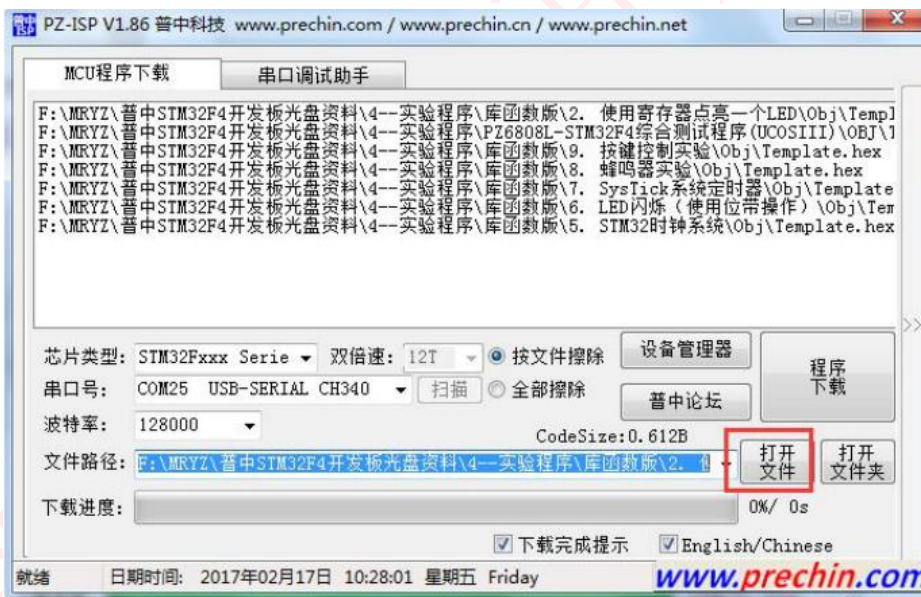 普中ISP PZ-ISP V1.86 普中科技 www.prechin.com / www.prechin.cn / www.prechin.net
MCU程序下载 串口调试助手
F:\MRYZ\普中STM32F4开发板光盘资料\4--实验程序\库函数版\2. 使用寄存器点亮一个LED\Obj\Templ
F:\MRYZ\普中STM32F4开发板光盘资料\4--实验程序\PZ6808L-STM32F4综合测试程序(UCOSIII)\OBJ\T
F:\MRYZ\普中STM32F4开发板光盘资料\4--实验程序\库函数版\9. 按键控制实验\Obj\Template.hex
F:\MRYZ\普中STM32F4开发板光盘资料\4--实验程序\库函数版\8. 蜂鸣器实验\Obj\Template.hex
F:\MRYZ\普中STM32F4开发板光盘资料\4--实验程序\库函数版\7. SysTick系统定时器\Obj\Template
F:\MRYZ\普中STM32F4开发板光盘资料\4--实验程序\库函数版\6. LED闪烁（使用位带操作）\Obj\Tem
F:\MRYZ\普中STM32F4开发板光盘资料\4--实验程序\库函数版\5. STM32时钟系统\Obj\Template.hex
芯片类型: STM32Fxxx Serie 双倍速: 12T 按文件擦除 设备管理器 程序
串口号: COM25 USB-SERIAL CH340 扫描 全部擦除 普中论坛 下载
波特率: 128000 CodeSize:0.612B
文件路径: F:\MRYZ\普中STM32F4开发板光盘资料\4--实验程序\库函数版\2. 打开 打开
文件 文件夹
下载进度: 0%/ 0s
下载完成提示 English/Chinese
就绪 日期时间: 2017年02月17日 10:28:01 星期五 Friday www.prechin.com